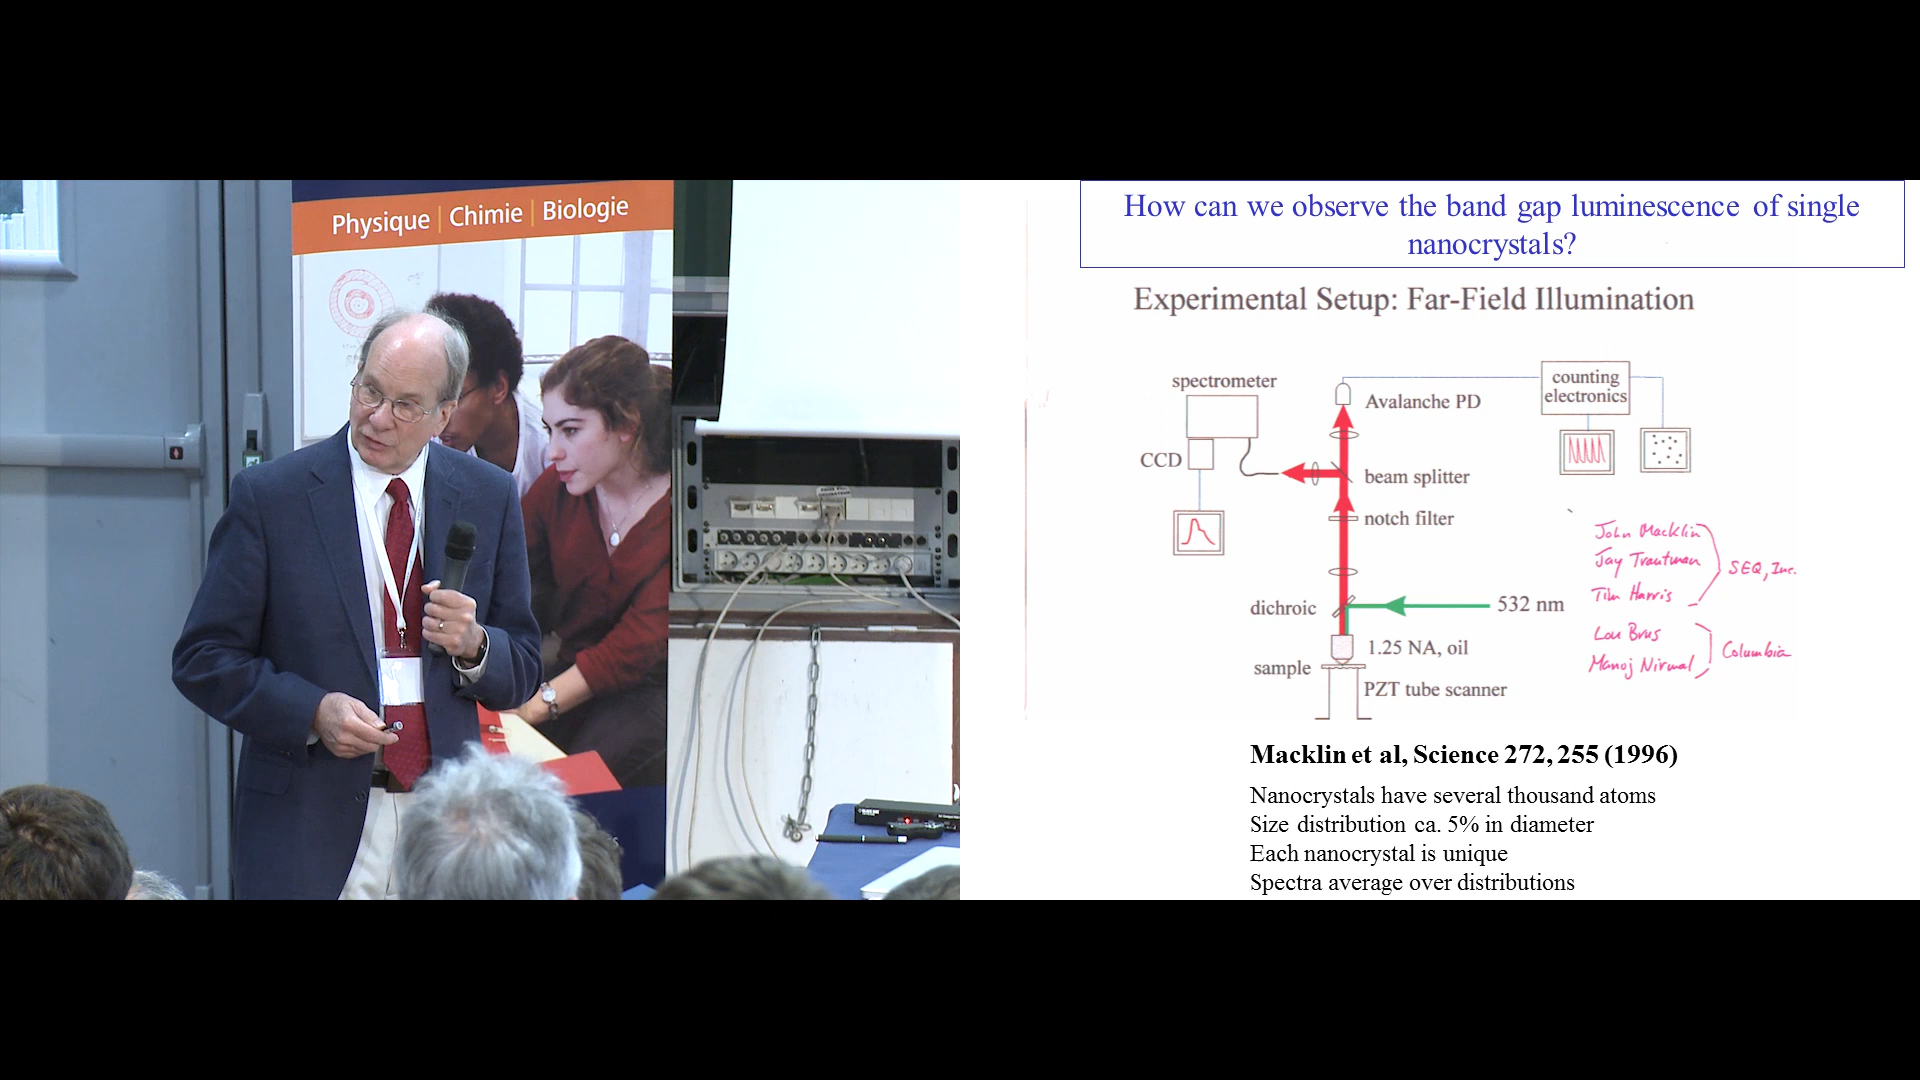 Physique | Chimie | Biologie
How can we observe the band gap luminescence of single
nanocrystals?
Experimental Setup: Far-Field Illumination
spectrometer
CCD
Avalanche PD
counting
electronics
beam splitter
notch filter
dichroic
532 nm
1.25 NA, oil
sample
PZT tube scanner
John Macklin
Jay Trautman
Tim Harris
SEQ, Inc.
Lou Brus
Manoj Nirmal
Columbia
Macklin et al, Science 272, 255 (1996)
Nanocrystals have several thousand atoms
Size distribution ca. 5% in diameter
Each nanocrystal is unique
Spectra average over distributions